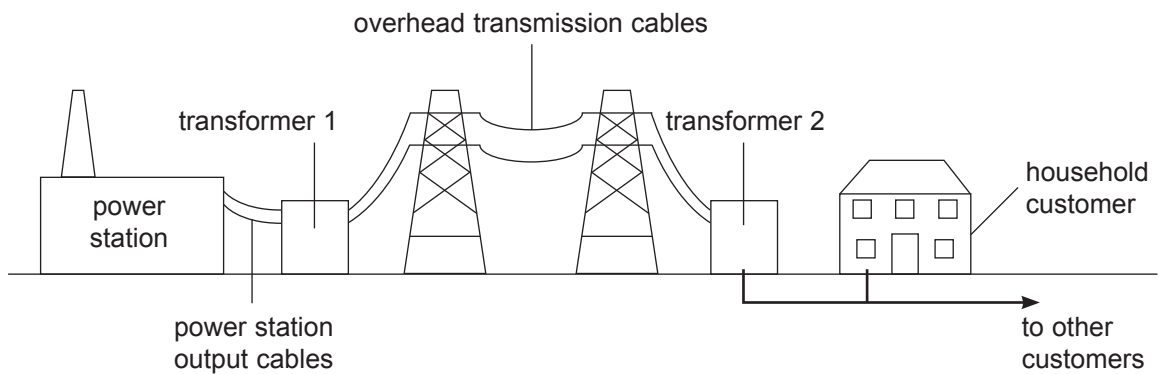 overhead transmission cables
transformer 1
transformer 2
household
customer
power
station
power station
output cables
to other
customers